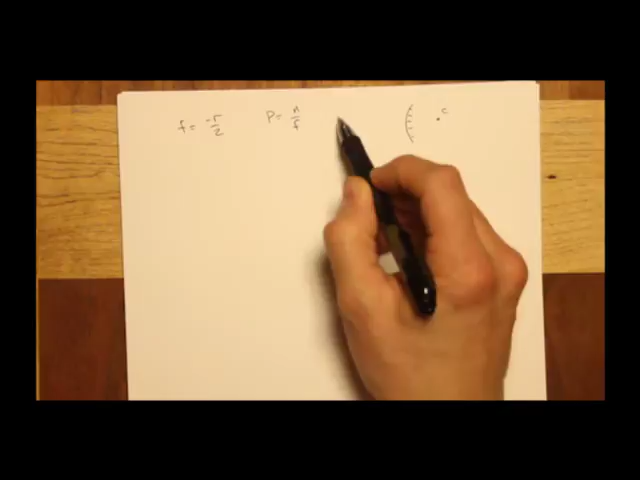 f = -r/2
P = n/f
c